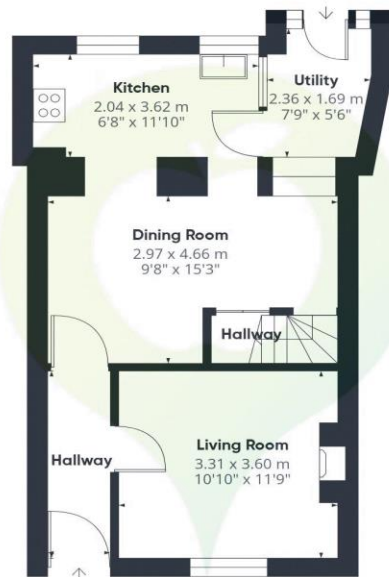 Kitchen
2.04 x 3.62 m
6'8" x 11'10"
Utility
2.36 x 1.69 m
7'9" x 5'6"
Dining Room
2.97 x 4.66 m
9'8" x 15'3"
Hallway
Hallway
Living Room
3.31 x 3.60 m
10'10" x 11'9"